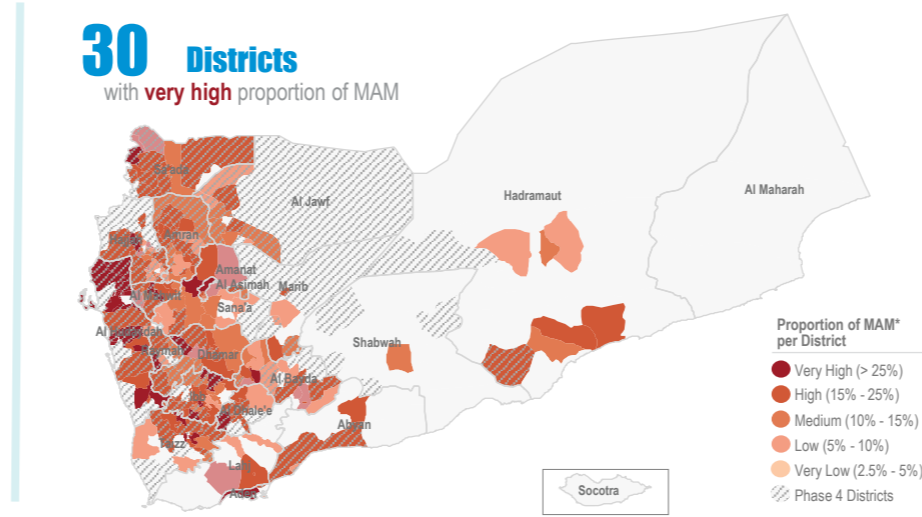 30 Districts
with very high proportion of MAM
Sa'ada
Al Jawf
Hadramaut
Al Maharah
Hajjah
Amran
Amanat
Al Asimah
Marib
Al Mahwit
Sana'a
Al Hudaydah
Raymah
Dhamar
Shabwah
Al Bayda
Ibb
Al Dhale'e
Abyan
Taizz
Lahj
Aden
Socotra
Proportion of MAM*
per District
Very High (> 25%)
High (15% - 25%)
Medium (10% - 15%)
Low (5% - 10%)
Very Low (2.5% - 5%)
Phase 4 Districts